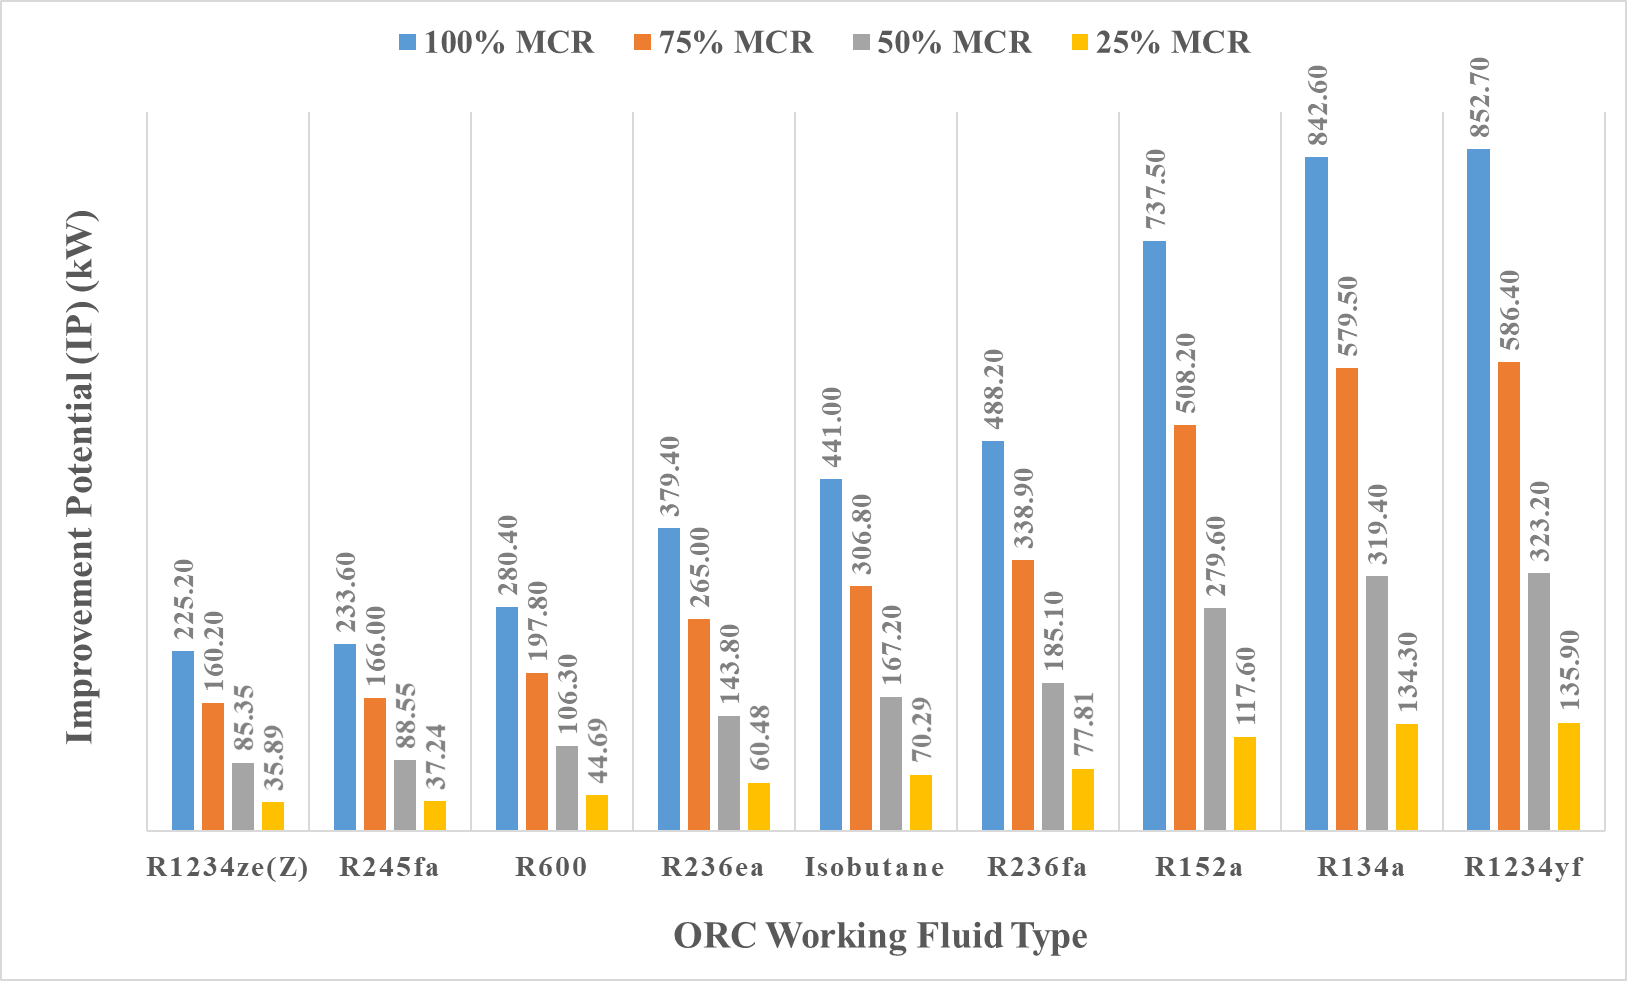 100% MCR 75% MCR 50% MCR 25% MCR
Improvement Potential (IP) (kW)
225.20 160.20 85.35 35.89
233.60 166.00 88.55 37.24
280.40 197.80 106.30 44.69
379.40 265.00 143.80 60.48
441.00 306.80 167.20 70.29
488.20 338.90 185.10 77.81
737.50 508.20 279.60 117.60
842.60 579.50 319.40 134.30
852.70 586.40 323.20 135.90
R1234ze(Z) R245fa R600 R236ea Isobutane R236fa R152a R134a R1234yf
ORC Working Fluid Type